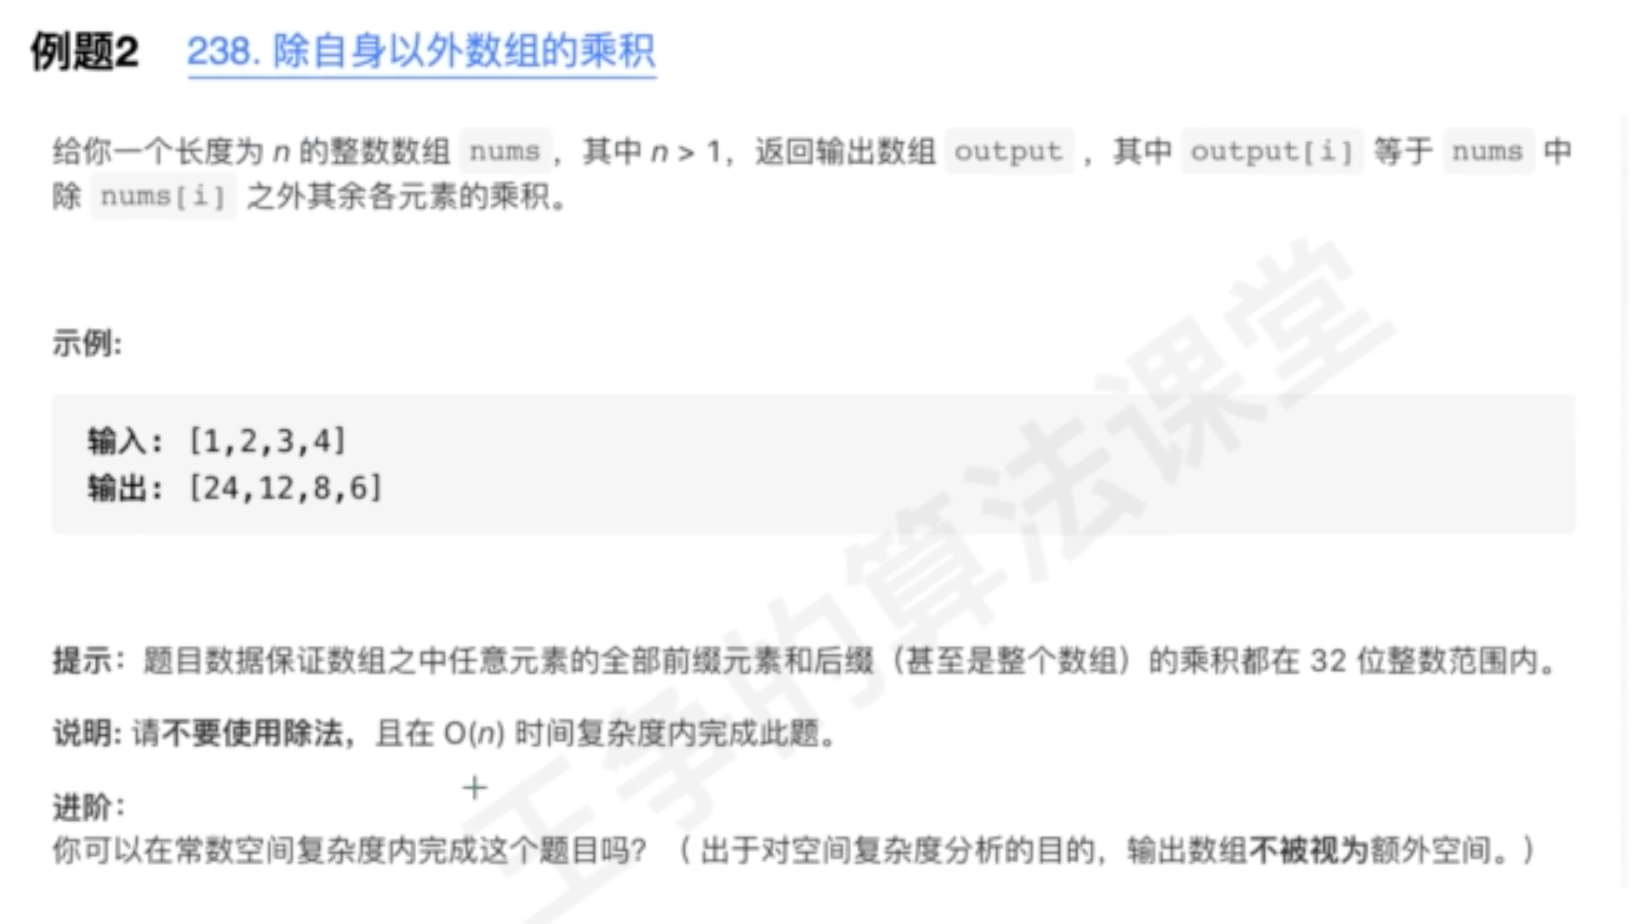 例题2 238. 除自身以外数组的乘积
给你一个长度为 n 的整数数组 nums ，其中 n > 1，返回输出数组 output ，其中 output[i] 等于 nums 中
除 nums[i] 之外其余各元素的乘积。
示例:
输入: [1,2,3,4]
输出: [24,12,8,6]
提示：题目数据保证数组之中任意元素的全部前缀元素和后缀（甚至是整个数组）的乘积都在 32 位整数范围内。
说明: 请不要使用除法，且在 O(n) 时间复杂度内完成此题。
进阶：
你可以在常数空间复杂度内完成这个题目吗？（ 出于对空间复杂度分析的目的，输出数组不被视为额外空间。）
王争的算法课堂